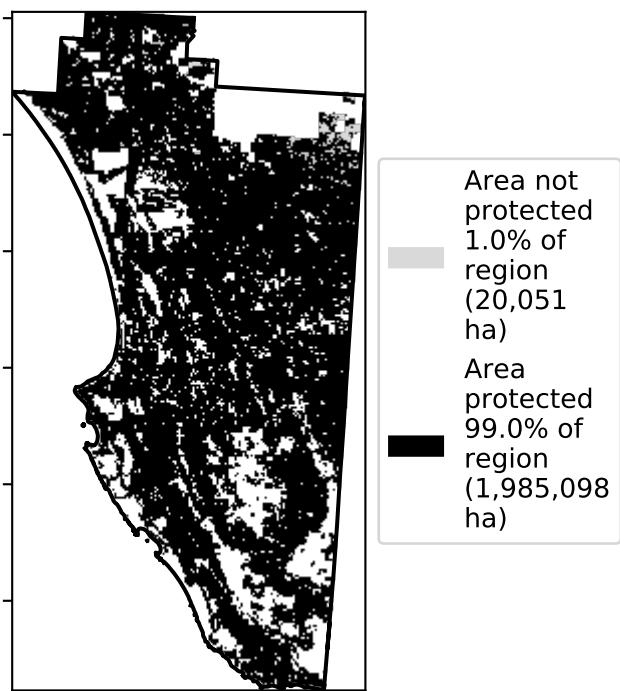 Area not
protected
1.0% of
region
(20,051
ha)
Area
protected
99.0% of
region
(1,985,098
ha)